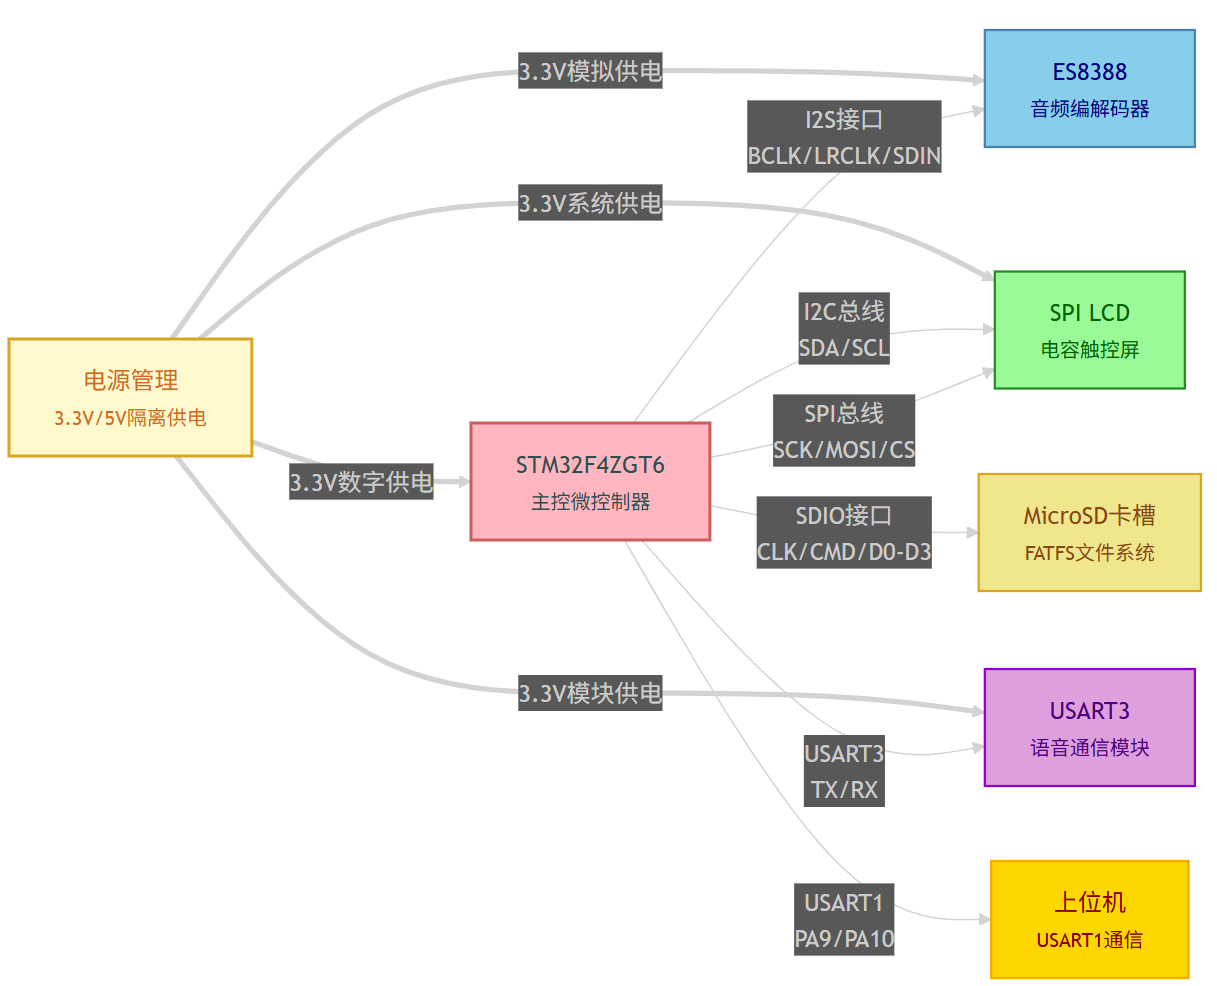 3.3V模拟供电
ES8388
音频编解码器
I2S接口
BCLK/LRCLK/SDIN
3.3V系统供电
I2C总线
SDA/SCL
SPI LCD
电容触控屏
电源管理
3.3V/5V隔离供电
SPI总线
SCK/MOSI/CS
STM32F4ZGT6
主控微控制器
3.3V数字供电
SDIO接口
CLK/CMD/D0-D3
MicroSD卡槽
FATFS文件系统
3.3V模块供电
USART3
语音通信模块
USART3
TX/RX
USART1
PA9/PA10
上位机
USART1通信